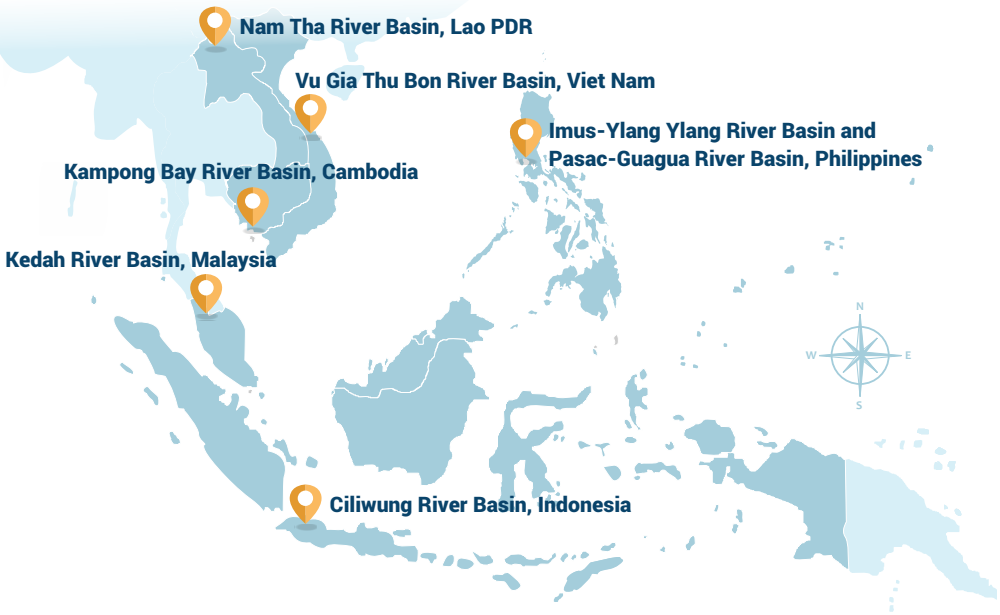 Nam Tha River Basin, Lao PDR
Vu Gia Thu Bon River Basin, Viet Nam
Imus-Ylang Ylang River Basin and
Pasac-Guagua River Basin, Philippines
Kampong Bay River Basin, Cambodia
Kedah River Basin, Malaysia
N
W
E
S
Ciliwung River Basin, Indonesia